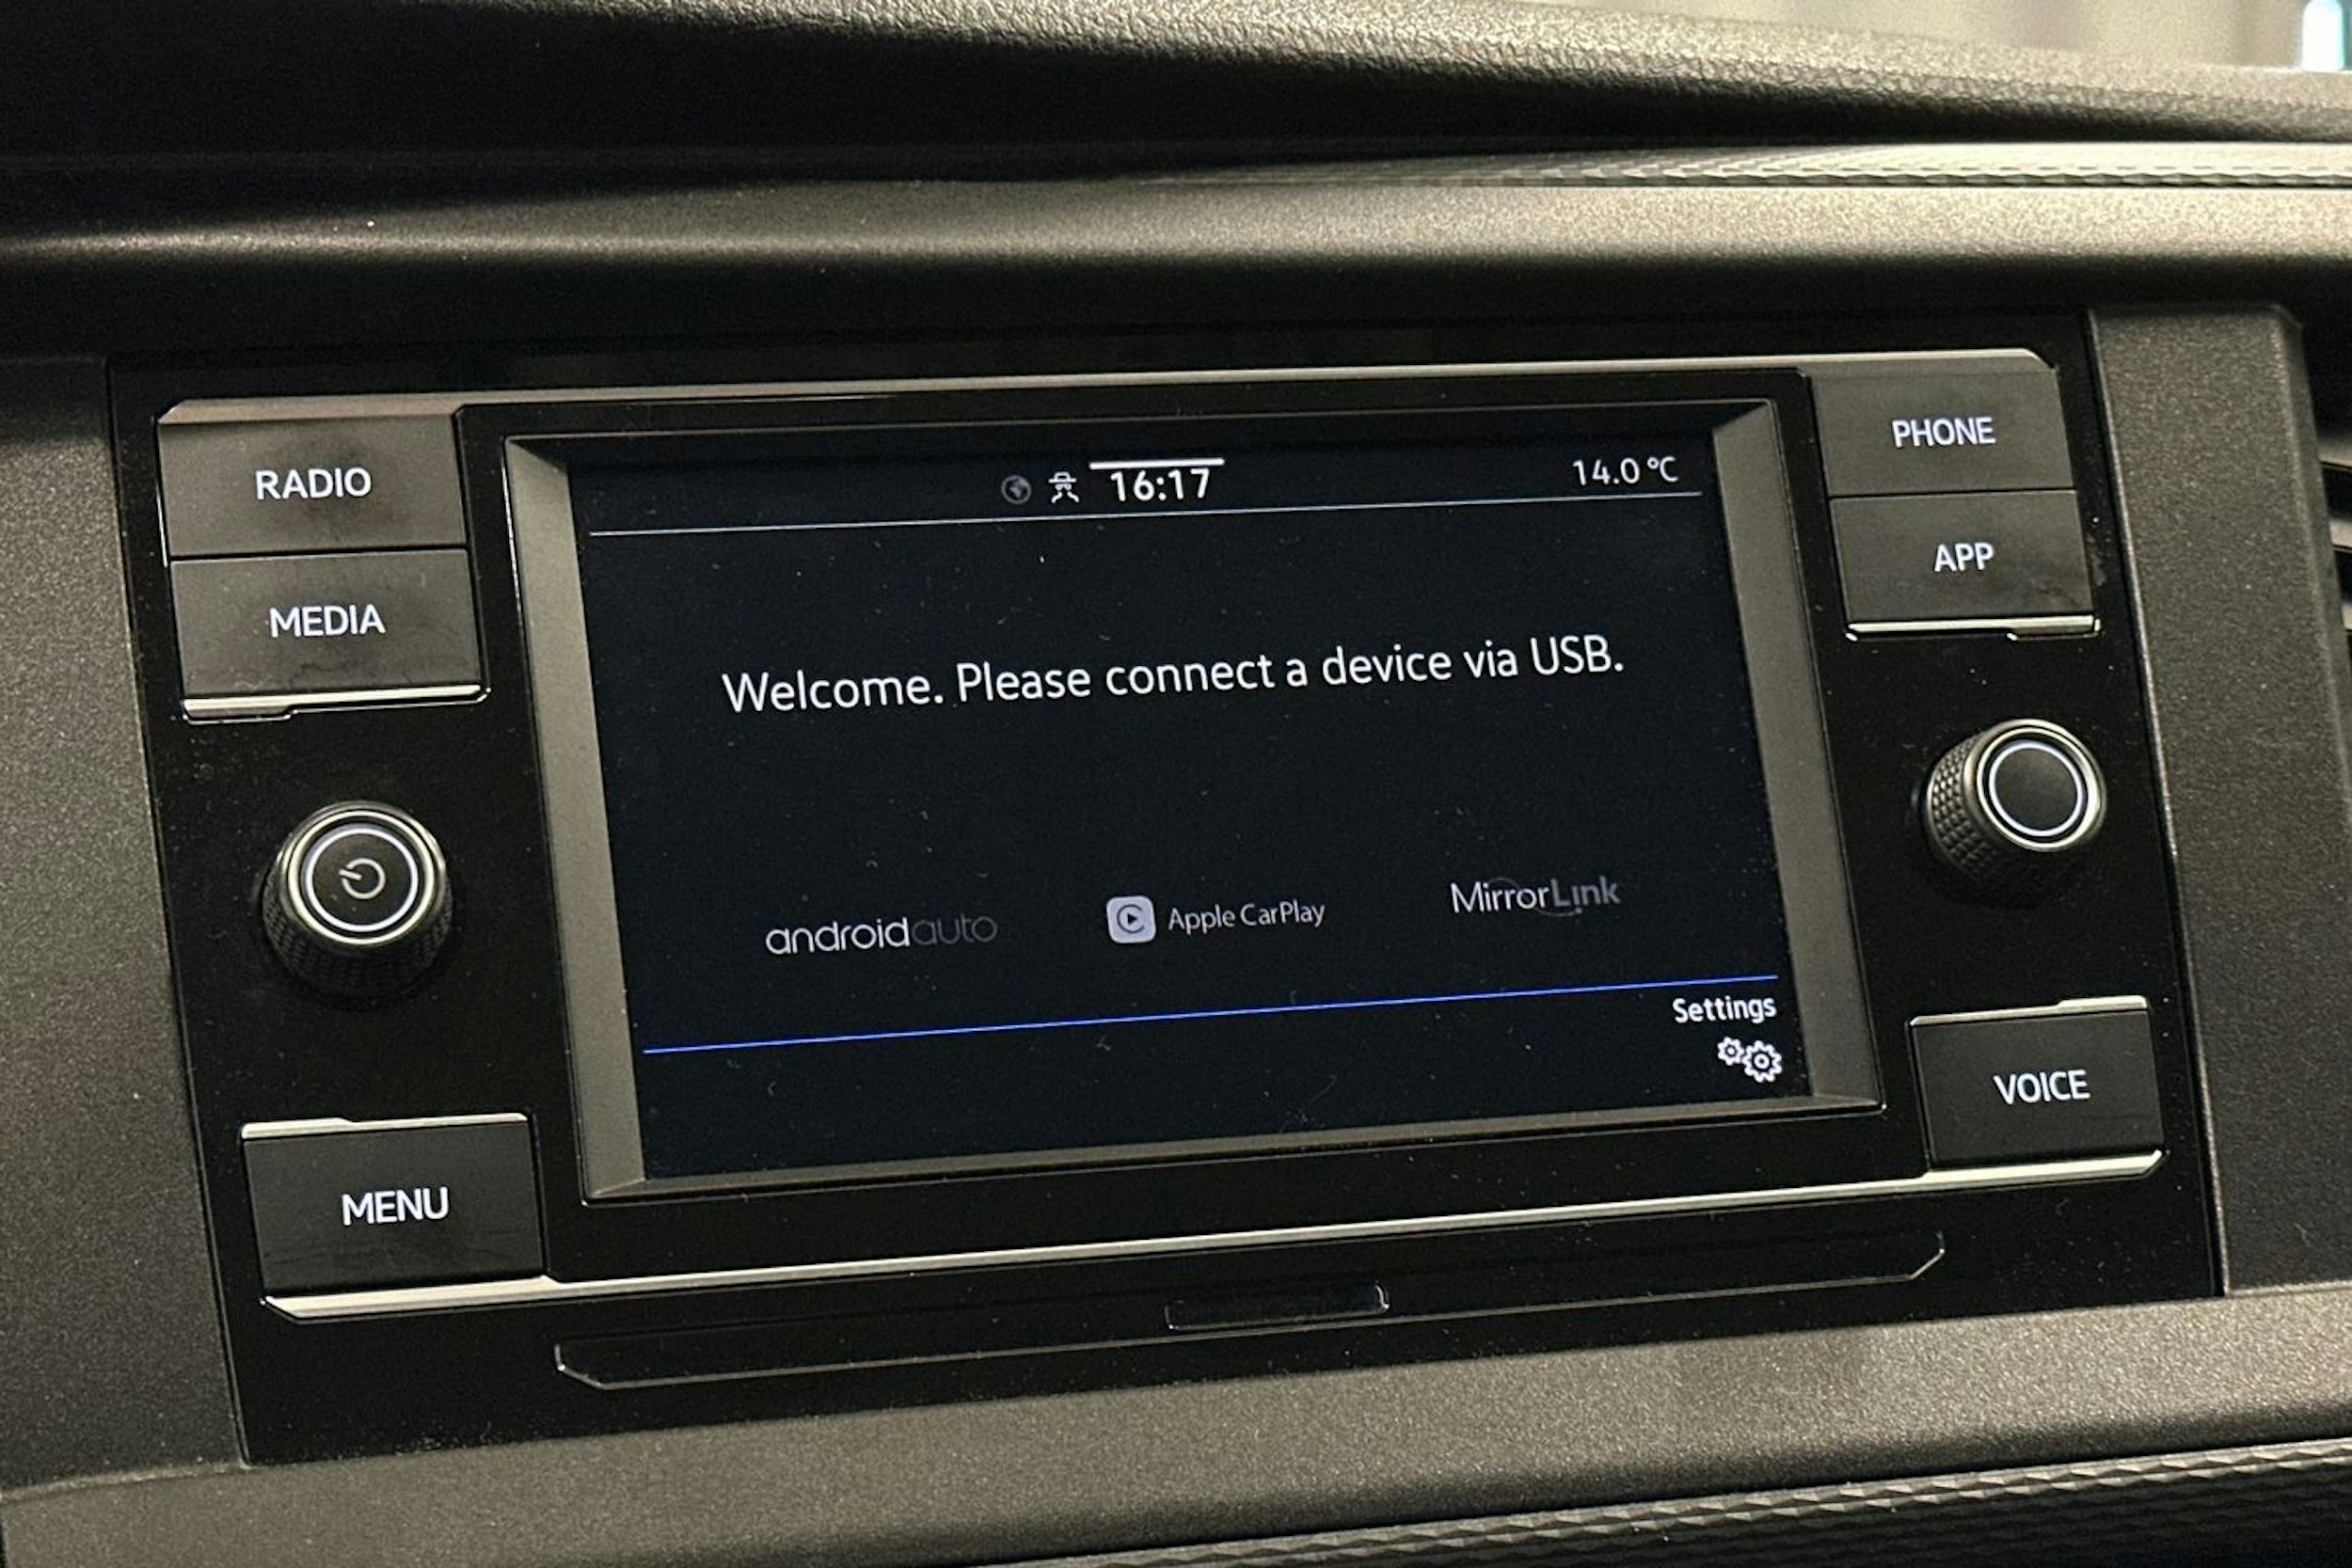 RADIO
MEDIA
MENU
16:17
14.0 °C
Welcome. Please connect a device via USB.
androidauto
Apple CarPlay
MirrorLink
Settings
PHONE
APP
VOICE